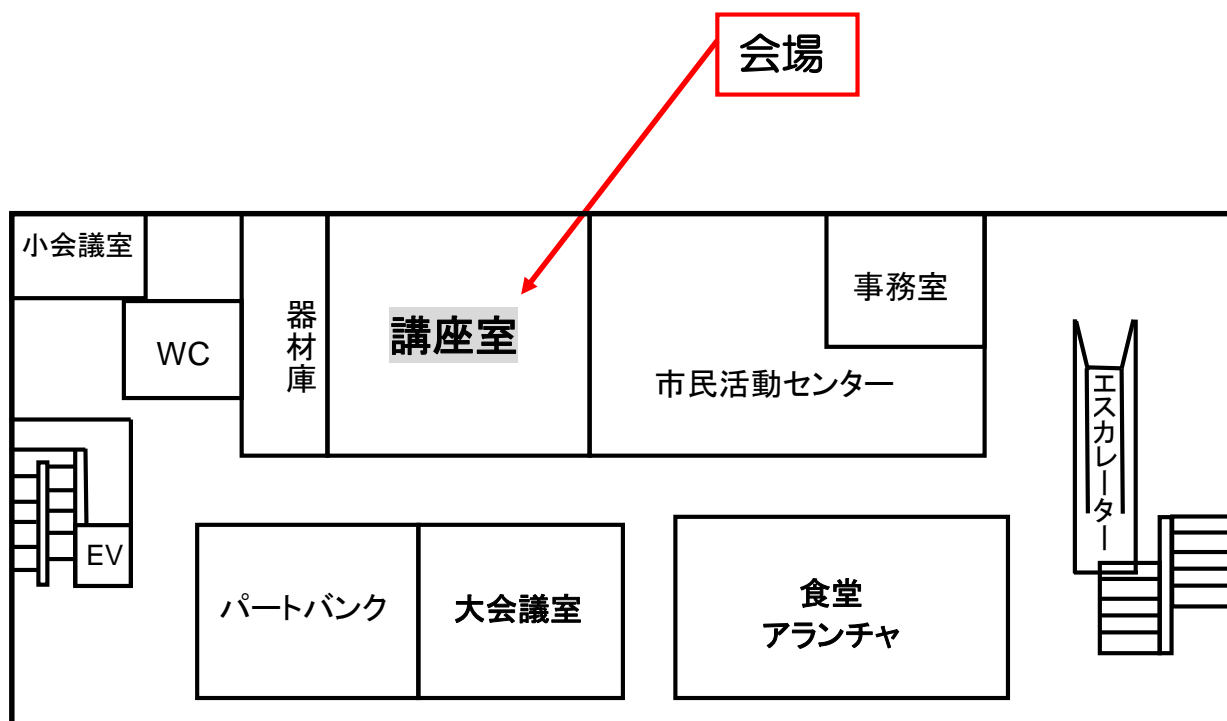 会場
小会議室
事務室
器材庫
講座室
WC
市民活動センター
エスカレーター
EV
パートバンク
大会議室
食堂
アランチャ